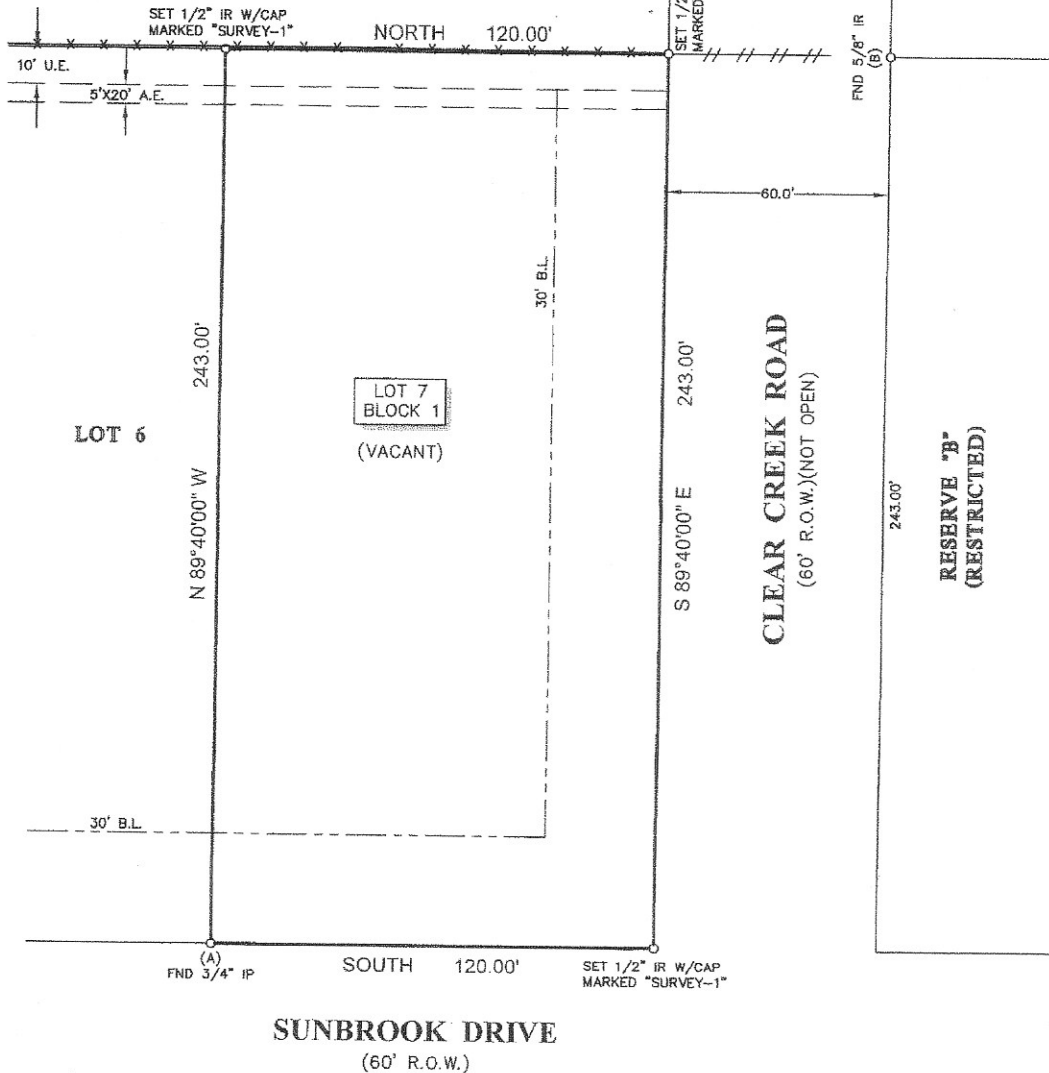 SET 1/2" IR W/CAP
MARKED "SURVEY-1"
NORTH 120.00'
SET 1/2
MARKED
FND 5/8" IR
(B)
10' U.E.
5'X20' A.E.
60.0'
30' B.L.
N 89°40'00" W 243.00'
LOT 7
BLOCK 1
(VACANT)
LOT 6
S 89°40'00" E 243.00'
CLEAR CREEK ROAD
(60' R.O.W.)(NOT OPEN)
243.00'
RESERVE "B"
(RESTRICTED)
30' B.L.
(A)
FND 3/4" IP
SOUTH 120.00'
SET 1/2" IR W/CAP
MARKED "SURVEY-1"
SUNBROOK DRIVE
(60' R.O.W.)